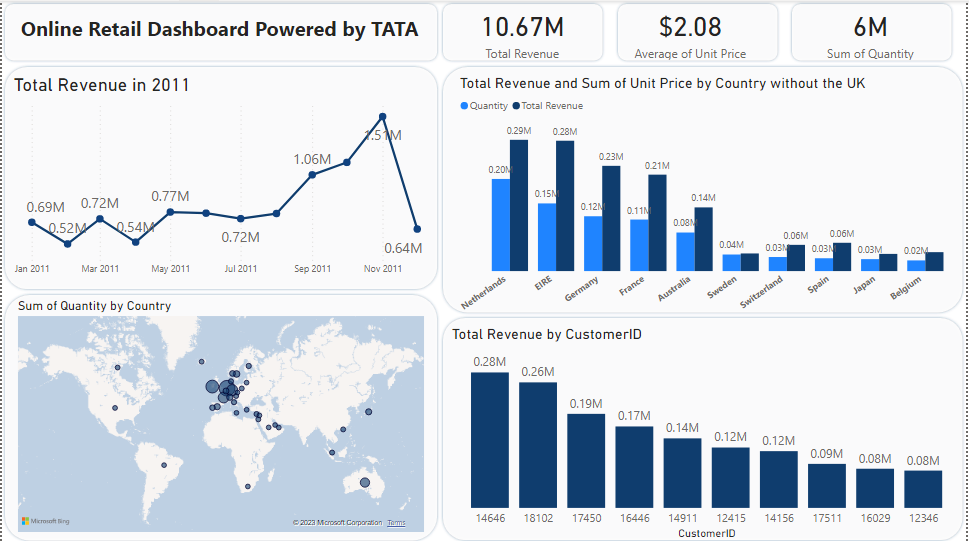 Online Retail Dashboard Powered by TATA
10.67M
Total Revenue
$2.08
Average of Unit Price
6M
Sum of Quantity
Total Revenue in 2011
0.69M
0.52M
0.72M
0.54M
0.77M
0.72M
1.06M
1.51M
0.64M
Jan 2011 Mar 2011 May 2011 Jul 2011 Sep 2011 Nov 2011
Total Revenue and Sum of Unit Price by Country without the UK
Quantity Total Revenue
0.20M 0.29M
0.15M 0.28M
0.12M 0.23M
0.11M 0.21M
0.08M 0.14M
0.04M
0.03M 0.06M
0.03M 0.06M
0.03M
0.02M
Netherlands EIRE Germany France Australia Sweden Switzerland Spain Japan Belgium
Sum of Quantity by Country
Microsoft Bing
© 2023 Microsoft Corporation Terms
Total Revenue by CustomerID
0.28M 0.26M 0.19M 0.17M 0.14M 0.12M 0.12M 0.09M 0.08M 0.08M
14646 18102 17450 16446 14911 12415 14156 17511 16029 12346
CustomerID